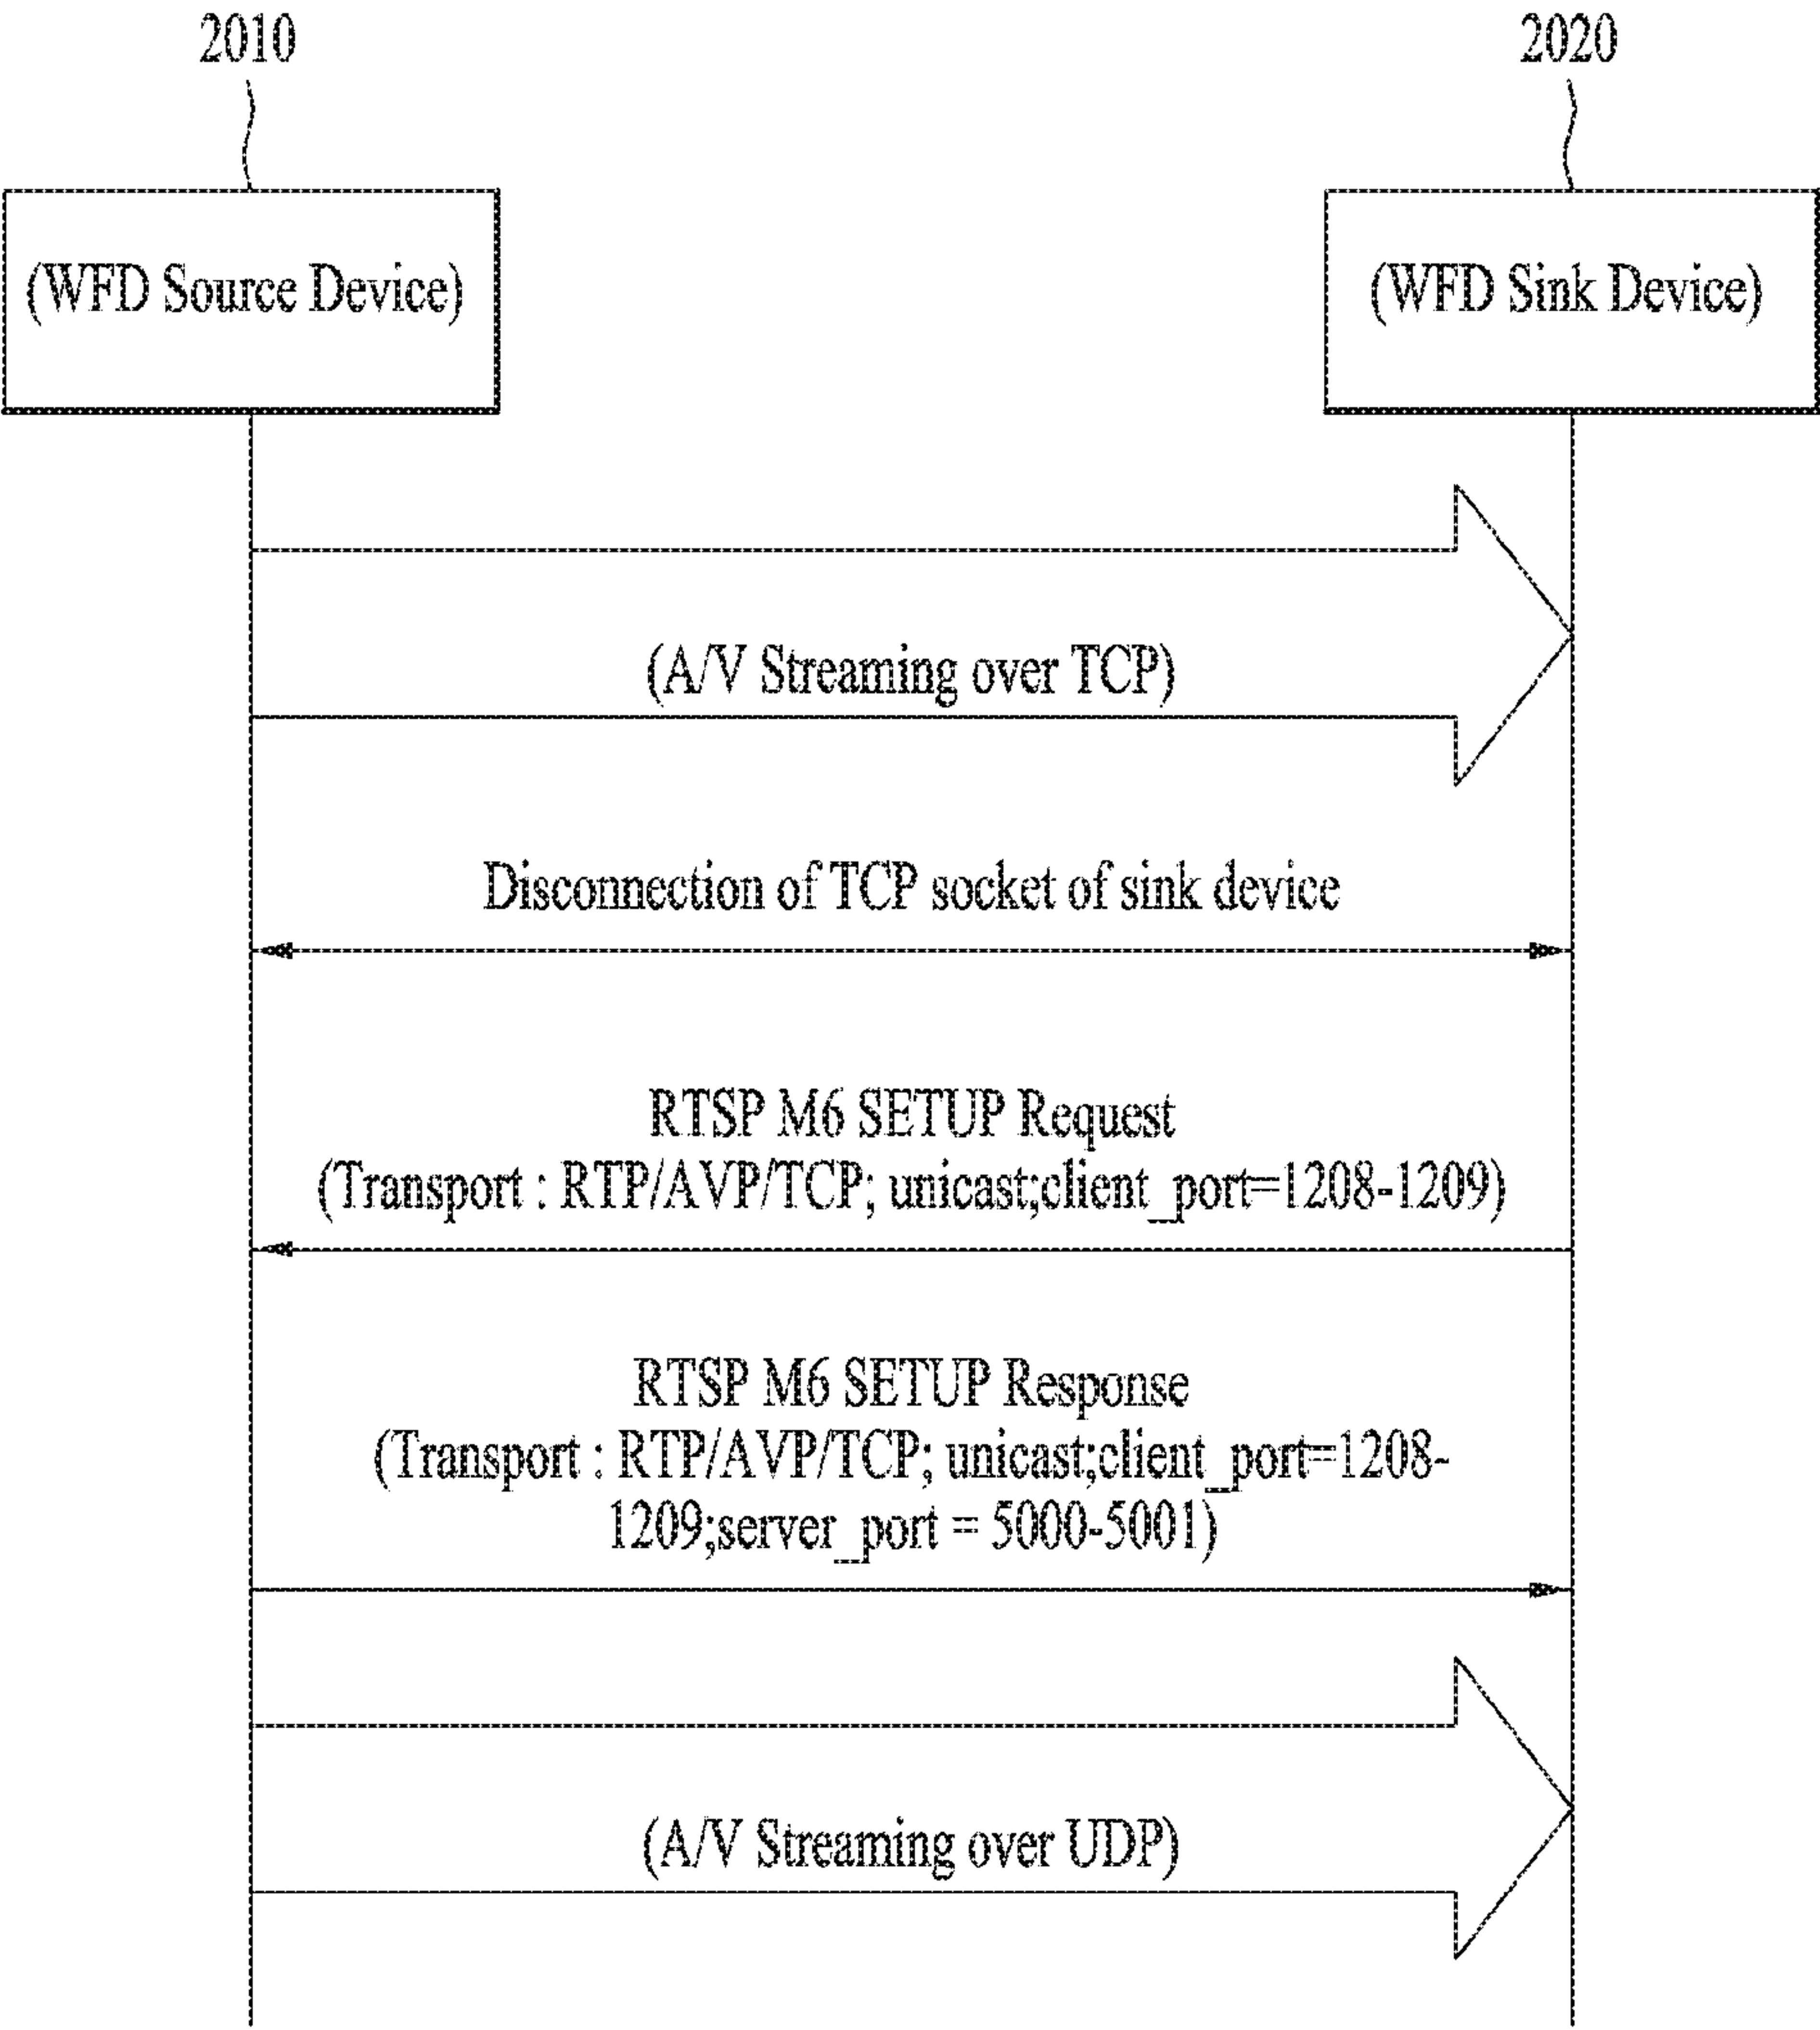 2010
2020
(WFD Source Device)
(WFD Sink Device)
(A/V Streaming over TCP)
Disconnection of TCP socket of sink device
RTSP M6 SETUP Request
(Transport : RTP/AVP/TCP; unicast;client_port=1208-1209)
RTSP M6 SETUP Response
(Transport : RTP/AVP/TCP; unicast;client_port=1208-
1209;server_port = 5000-5001)
(A/V Streaming over UDP)